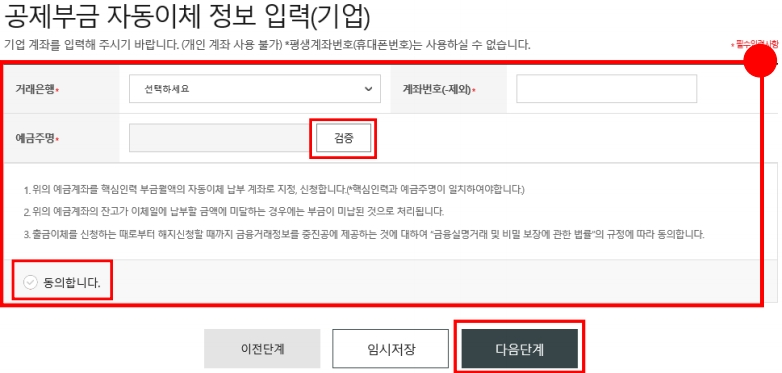 공제부금 자동이체 정보 입력(기업)
기업 계좌를 입력해 주시기 바랍니다. (개인 계좌 사용 불가) *평생계좌번호(휴대폰번호)는 사용하실 수 없습니다.
* 필수입력사항
거래은행* 선택하세요 계좌번호(-제외)*
예금주명* 검증
1. 위의 예금계좌를 핵심인력 부금월액의 자동이체 납부 계좌로 지정, 신청합니다.(*핵심인력과 예금주명이 일치하여야합니다.)
2. 위의 예금계좌의 잔고가 이체일에 납부할 금액에 미달하는 경우에는 부금이 미납된 것으로 처리됩니다.
3. 출금이체를 신청하는 때로부터 해지신청할 때까지 금융거래정보를 중진공에 제공하는 것에 대하여 "금융실명거래 및 비밀 보장에 관한 법률"의 규정에 따라 동의합니다.
동의합니다.
이전단계 임시저장 다음단계